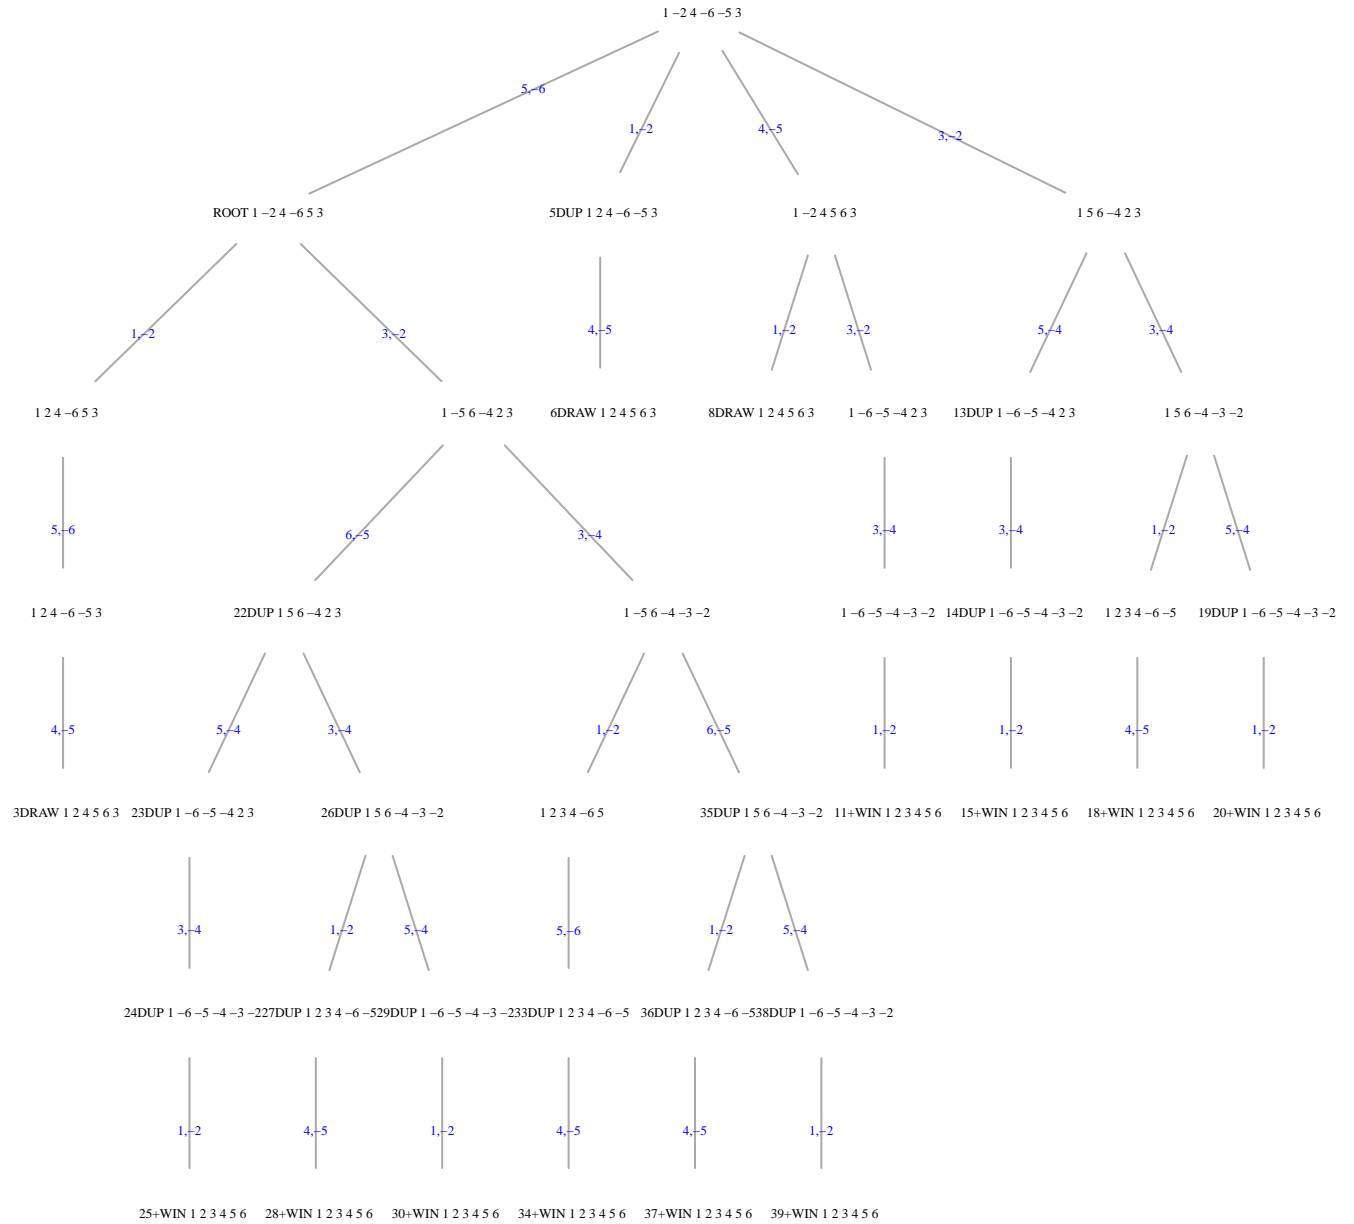 1 −2 4 −6 −5 3
5,−6
1,−2
4,−5
3,−2
ROOT 1 −2 4 −6 5 3
5DUP 1 2 4 −6 −5 3
1 −2 4 5 6 3
1 5 6 −4 2 3
1,−2
3,−2
4,−5
1,−2
3,−2
5,−4
3,−4
1 2 4 −6 5 3
1 −5 6 −4 2 3
6DRAW 1 2 4 5 6 3
8DRAW 1 2 4 5 6 3
1 −6 −5 −4 2 3
13DUP 1 −6 −5 −4 2 3
1 5 6 −4 −3 −2
5,−6
6,−5
3,−4
3,−4
3,−4
1,−2
5,−4
1 2 4 −6 −5 3
22DUP 1 5 6 −4 2 3
1 −5 6 −4 −3 −2
1 −6 −5 −4 −3 −2
14DUP 1 −6 −5 −4 −3 −2
1 2 3 4 −6 −5
19DUP 1 −6 −5 −4 −3 −2
4,−5
5,−4
3,−4
1,−2
6,−5
1,−2
1,−2
4,−5
1,−2
3DRAW 1 2 4 5 6 3
23DUP 1 −6 −5 −4 2 3
26DUP 1 5 6 −4 −3 −2
1 2 3 4 −6 5
35DUP 1 5 6 −4 −3 −2
11+WIN 1 2 3 4 5 6
15+WIN 1 2 3 4 5 6
18+WIN 1 2 3 4 5 6
20+WIN 1 2 3 4 5 6
3,−4
1,−2
5,−4
5,−6
1,−2
5,−4
24DUP 1 −6 −5 −4 −3 −2
27DUP 1 2 3 4 −6 −5
29DUP 1 −6 −5 −4 −3 −2
33DUP 1 2 3 4 −6 −5
36DUP 1 2 3 4 −6 −5
38DUP 1 −6 −5 −4 −3 −2
1,−2
4,−5
1,−2
4,−5
4,−5
1,−2
25+WIN 1 2 3 4 5 6
28+WIN 1 2 3 4 5 6
30+WIN 1 2 3 4 5 6
34+WIN 1 2 3 4 5 6
37+WIN 1 2 3 4 5 6
39+WIN 1 2 3 4 5 6